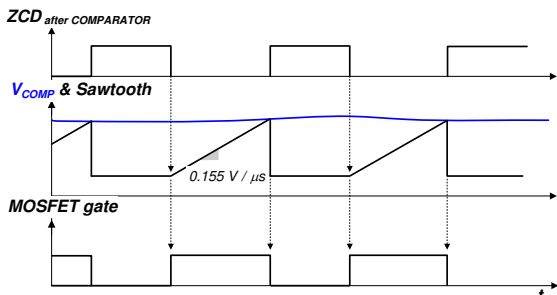 ZCD after COMPARATOR
VCOMP & Sawtooth
0.155 V / μs
MOSFET gate
t